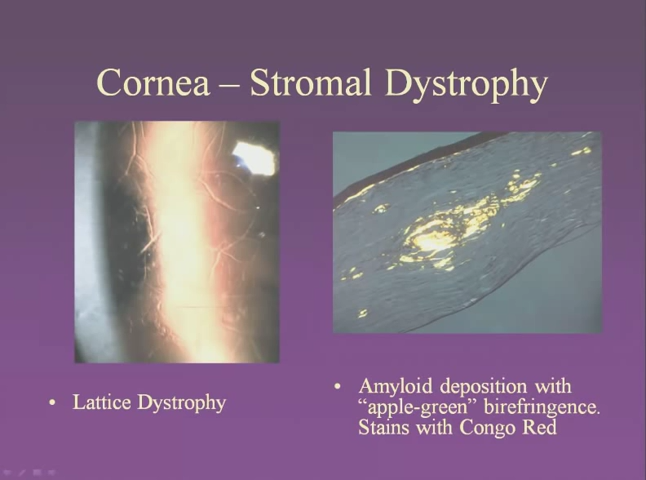 Cornea – Stromal Dystrophy
• Lattice Dystrophy
• Amyloid deposition with
“apple-green” birefringence.
Stains with Congo Red